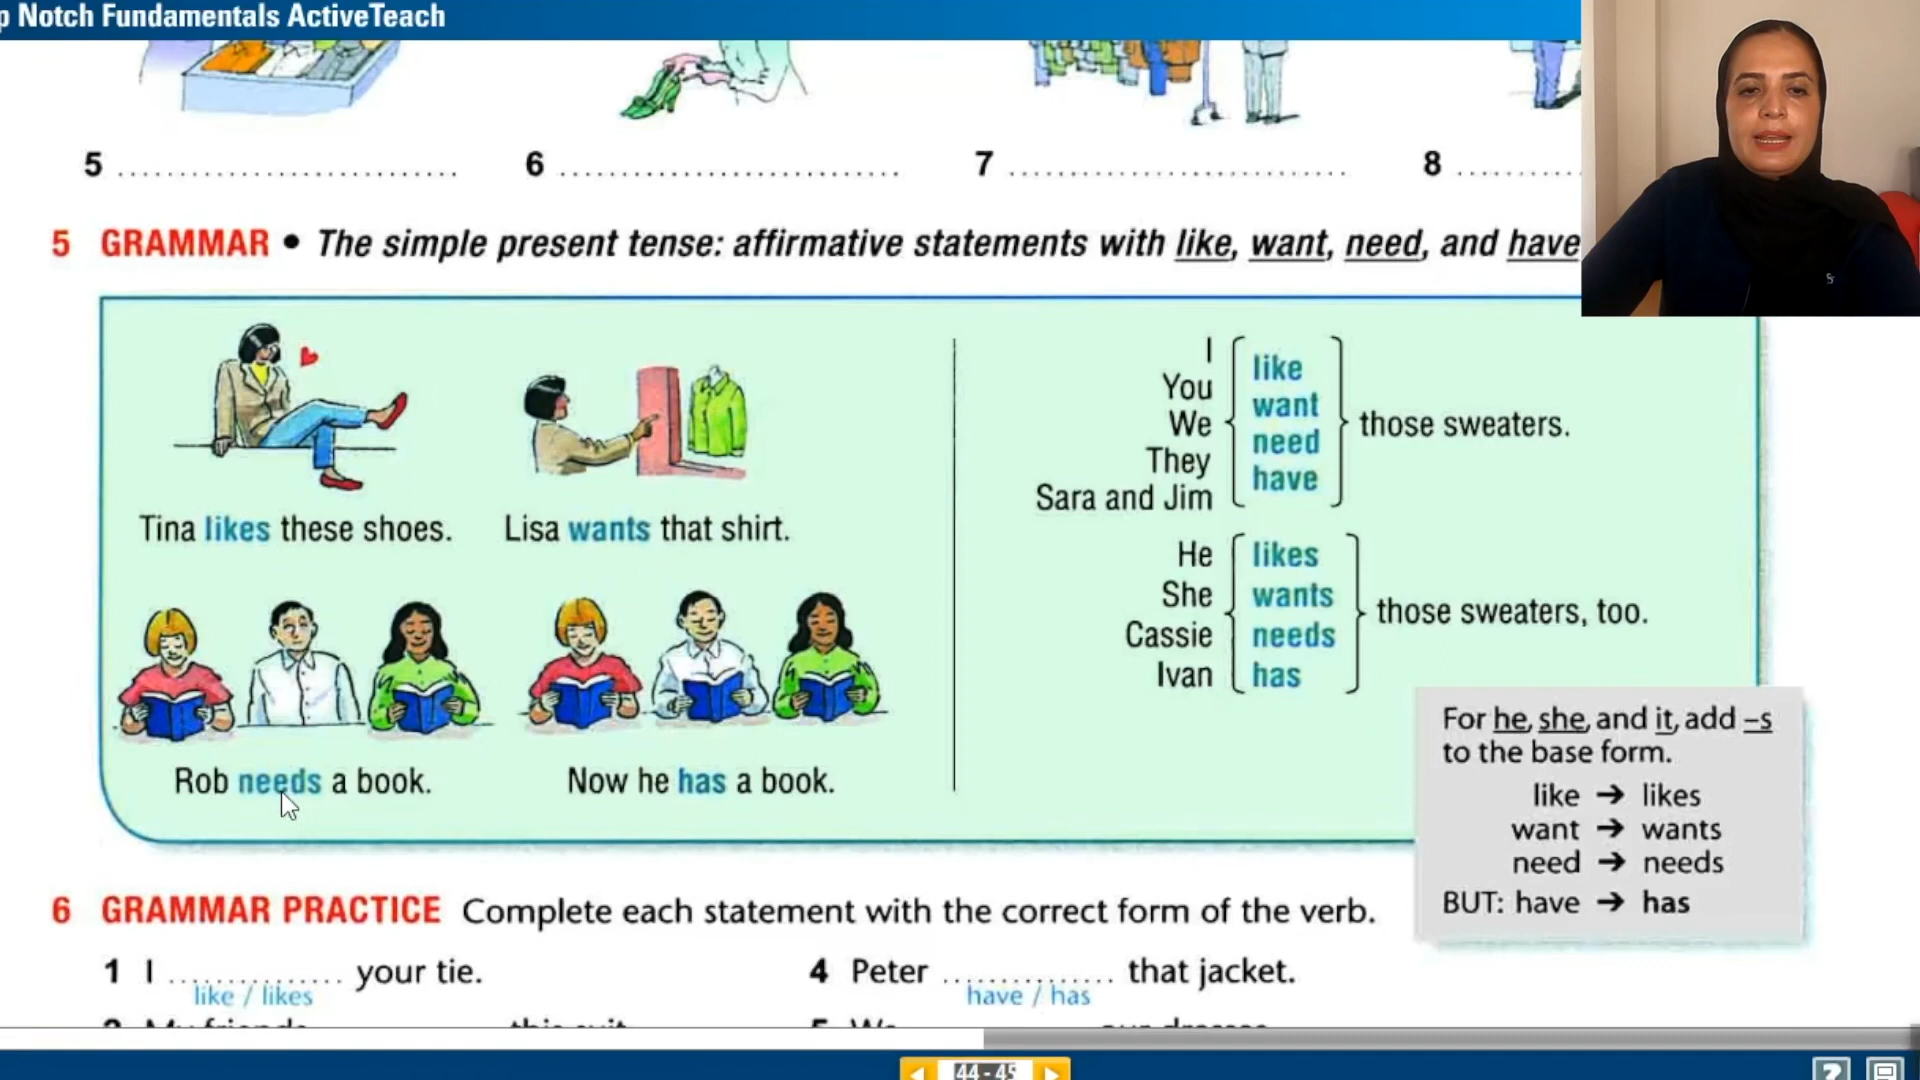 p Notch Fundamentals ActiveTeach
5 ........................ 6 ........................ 7 ........................ 8 .........
5 GRAMMAR • The simple present tense: affirmative statements with like, want, need, and have
Tina likes these shoes.
Lisa wants that shirt.
Rob needs a book.
Now he has a book.
I
You
We
They
Sara and Jim
like
want
need
have
those sweaters.
He
She
Cassie
Ivan
likes
wants
needs
has
those sweaters, too.
For he, she, and it, add –s
to the base form.
like → likes
want → wants
need → needs
BUT: have → has
6 GRAMMAR PRACTICE Complete each statement with the correct form of the verb.
1 I ............... your tie.
like / likes
4 Peter ............... that jacket.
have / has
44 - 45
?